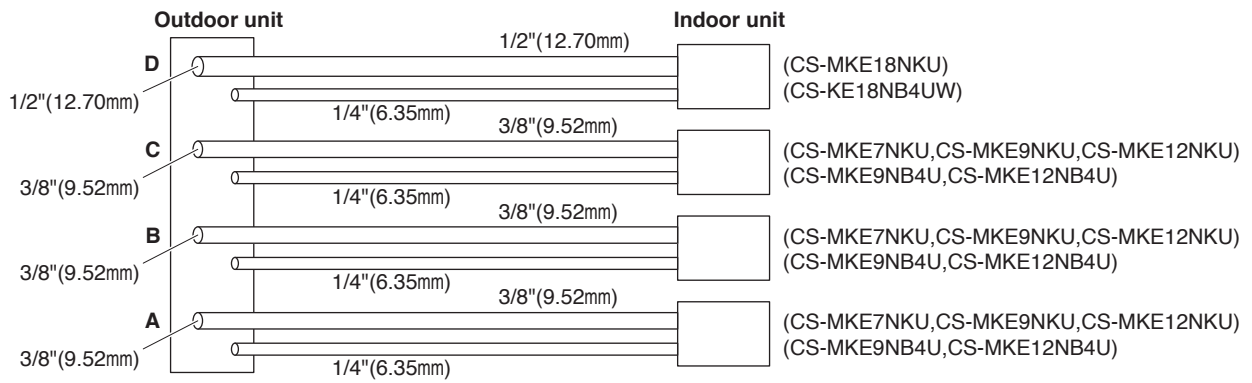 Outdoor unit
Indoor unit
D
1/2"(12.70mm)
1/2"(12.70mm)
1/4"(6.35mm)
(CS-MKE18NKU)
(CS-KE18NB4UW)
C
3/8"(9.52mm)
3/8"(9.52mm)
1/4"(6.35mm)
(CS-MKE7NKU,CS-MKE9NKU,CS-MKE12NKU)
(CS-MKE9NB4U,CS-MKE12NB4U)
B
3/8"(9.52mm)
3/8"(9.52mm)
1/4"(6.35mm)
(CS-MKE7NKU,CS-MKE9NKU,CS-MKE12NKU)
(CS-MKE9NB4U,CS-MKE12NB4U)
A
3/8"(9.52mm)
3/8"(9.52mm)
1/4"(6.35mm)
(CS-MKE7NKU,CS-MKE9NKU,CS-MKE12NKU)
(CS-MKE9NB4U,CS-MKE12NB4U)